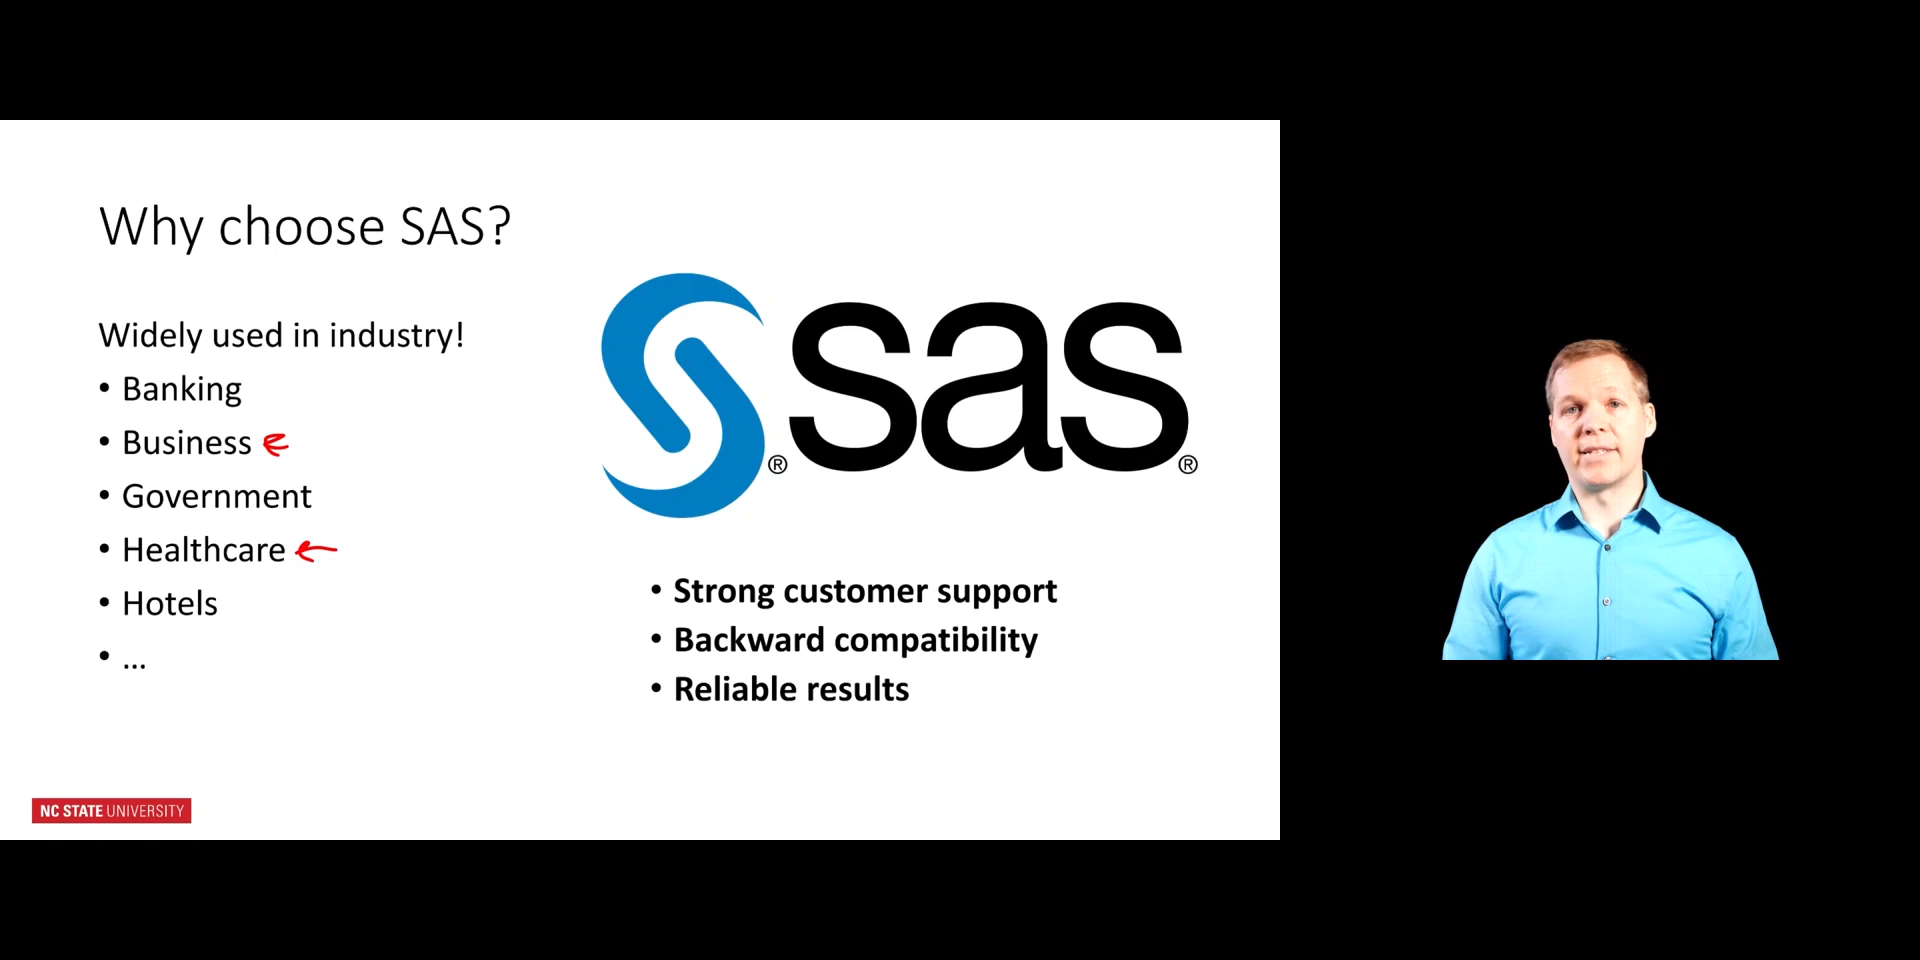 Why choose SAS?
Widely used in industry!
• Banking
• Business
• Government
• Healthcare
• Hotels
• ...
®sas®
• Strong customer support
• Backward compatibility
• Reliable results
NC STATE UNIVERSITY